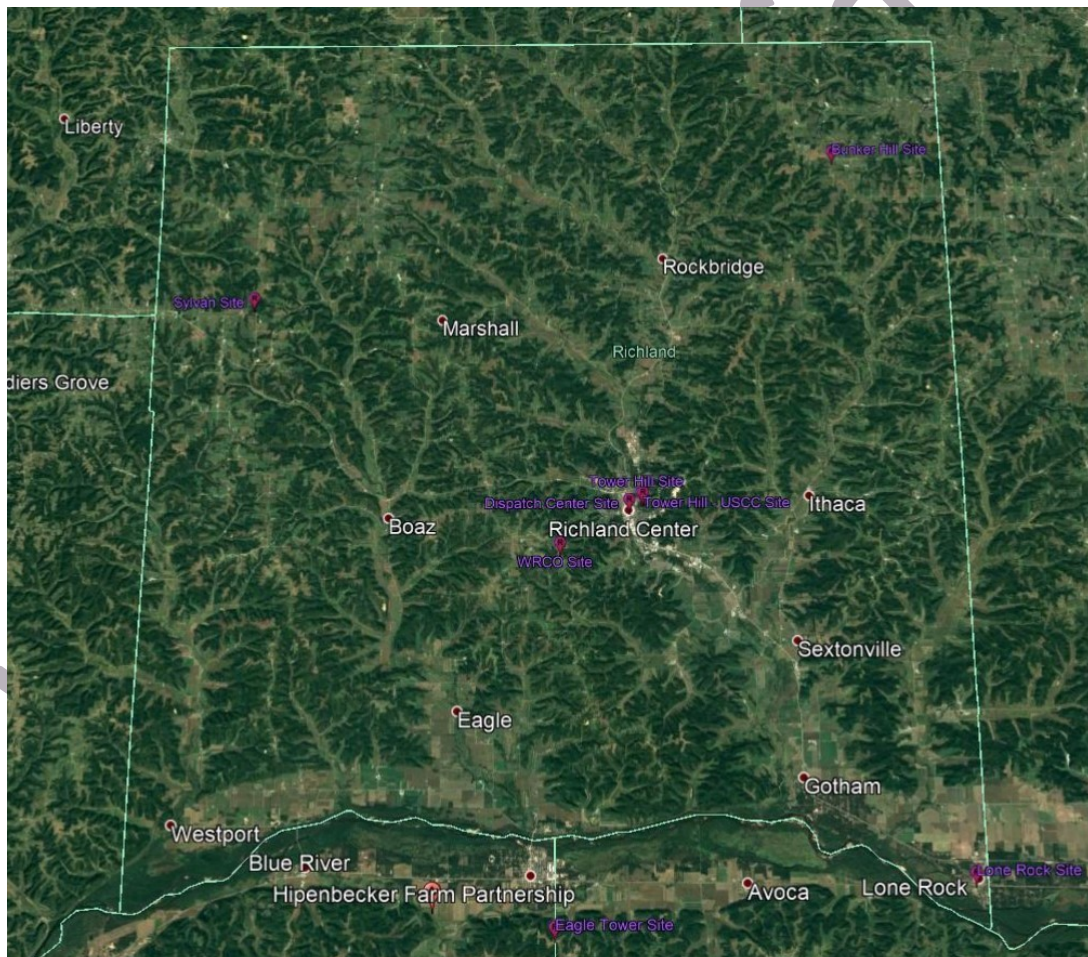 Liberty
Bunker Hill Site
Rockbridge
Sylvan Site
Marshall
Richland
diers Grove
Tower Hill Site
Dispatch Center Site
Tower Hill - USCC Site
Ithaca
Boaz
Richland Center
WRCO Site
Sextonville
Eagle
Gotham
Westport
Blue River
Lone Rock Site
Hipenbecker Farm Partnership
Avoca
Lone Rock
Eagle Tower Site